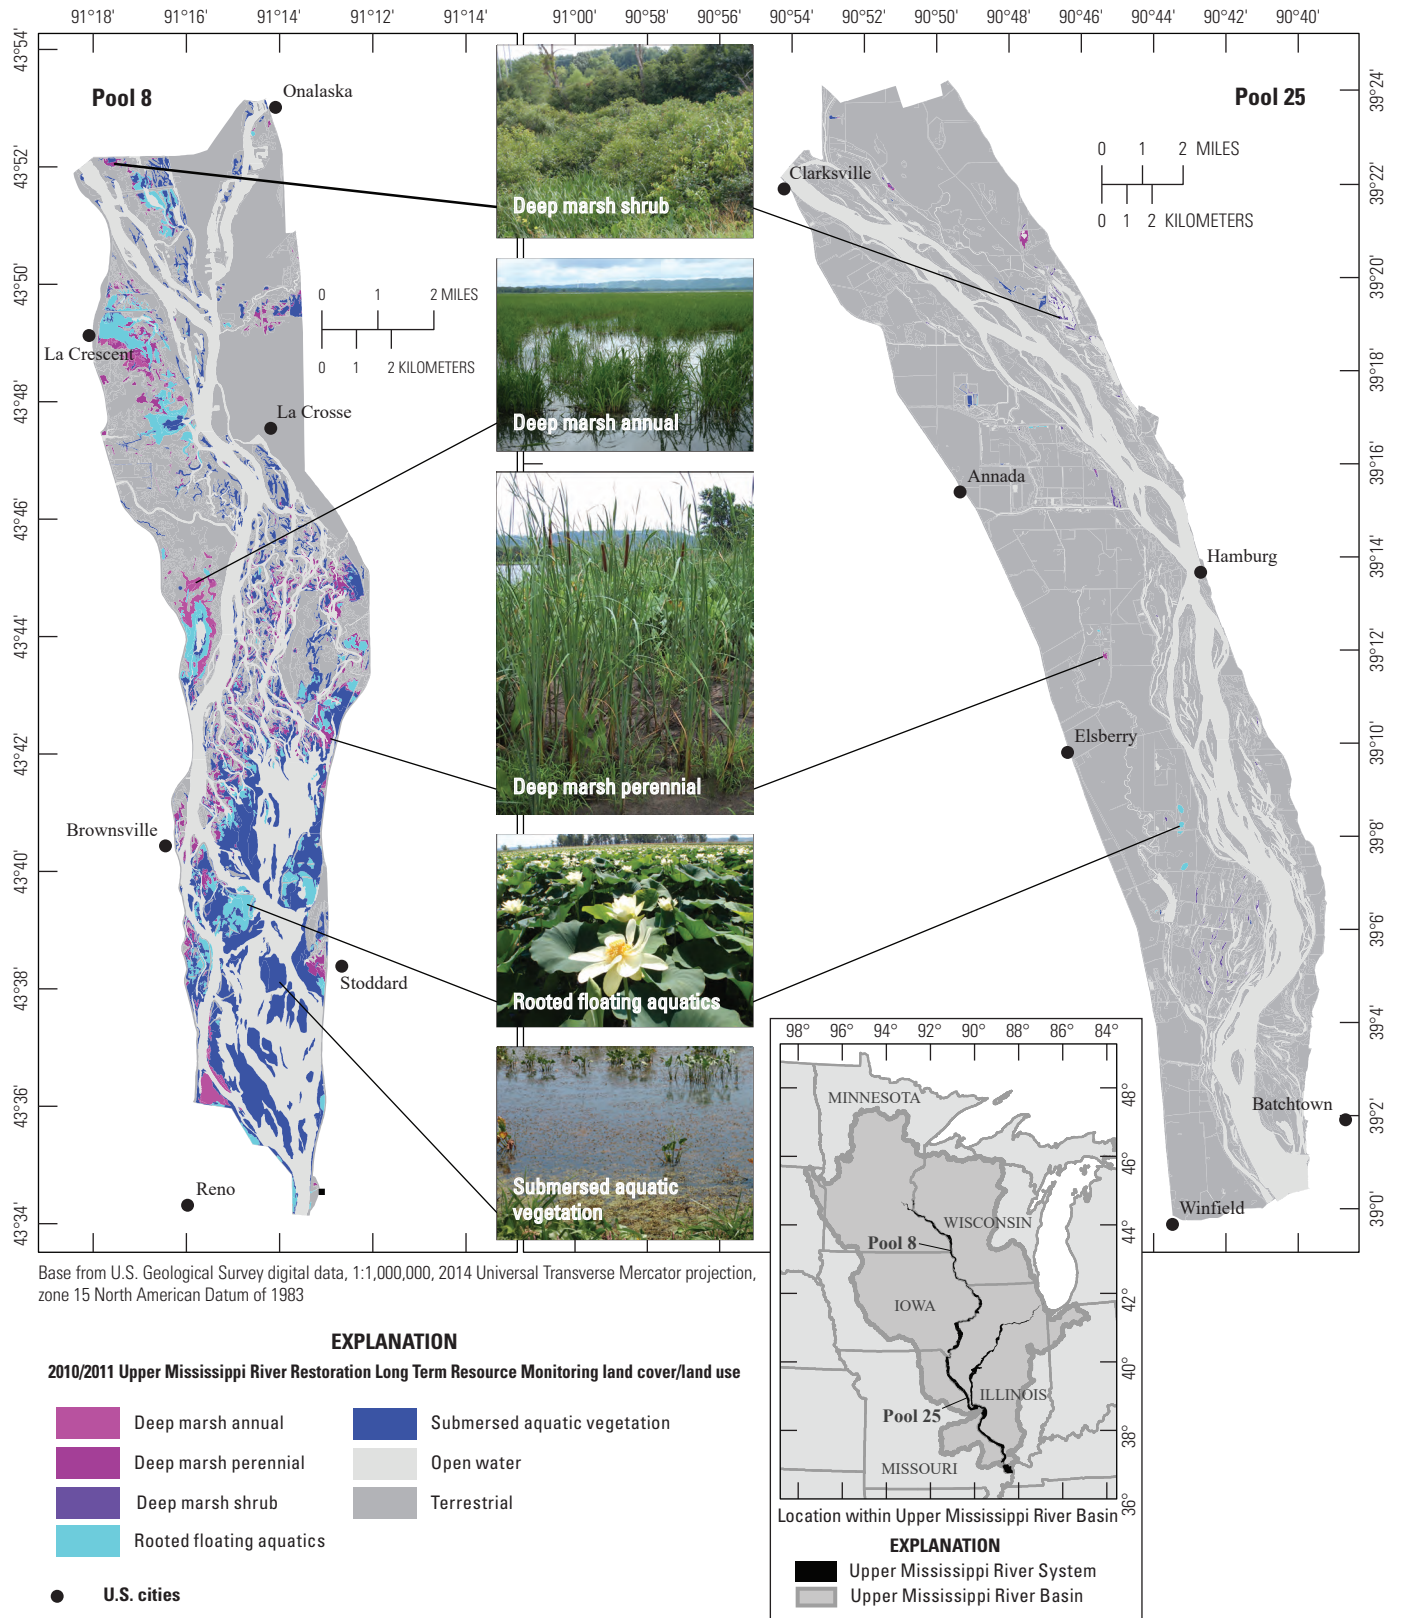 91°18' 91°16' 91°14' 91°12' 91°14' 91°00' 90°58' 90°56' 90°54' 90°52' 90°50' 90°48' 90°46' 90°44' 90°42' 90°40'
43°54'
43°52'
43°50'
43°48'
43°46'
43°44'
43°42'
43°40'
43°38'
43°36'
43°34'
Pool 8
Onalaska
0 1 2 MILES
0 1 2 KILOMETERS
La Crescent
La Crosse
Brownsville
Stoddard
Reno
Deep marsh shrub
Deep marsh annual
Deep marsh perennial
Rooted floating aquatics
Submersed aquatic
vegetation
Pool 25
0 1 2 MILES
0 1 2 KILOMETERS
Clarksville
Annada
Hamburg
Elsberry
Batchtown
Winfield
39°24'
39°22'
39°20'
39°18'
39°16'
39°14'
39°12'
39°10'
39°8'
39°6'
39°4'
39°2'
39°0'
Base from U.S. Geological Survey digital data, 1:1,000,000, 2014 Universal Transverse Mercator projection,
zone 15 North American Datum of 1983
EXPLANATION
2010/2011 Upper Mississippi River Restoration Long Term Resource Monitoring land cover/land use
Deep marsh annual
Deep marsh perennial
Deep marsh shrub
Rooted floating aquatics
Submersed aquatic vegetation
Open water
Terrestrial
U.S. cities
98° 96° 94° 92° 90° 88° 86° 84°
48°
46°
44°
42°
40°
38°
36°
MINNESOTA
WISCONSIN
Pool 8
IOWA
ILLINOIS
Pool 25
MISSOURI
Location within Upper Mississippi River Basin
EXPLANATION
Upper Mississippi River System
Upper Mississippi River Basin